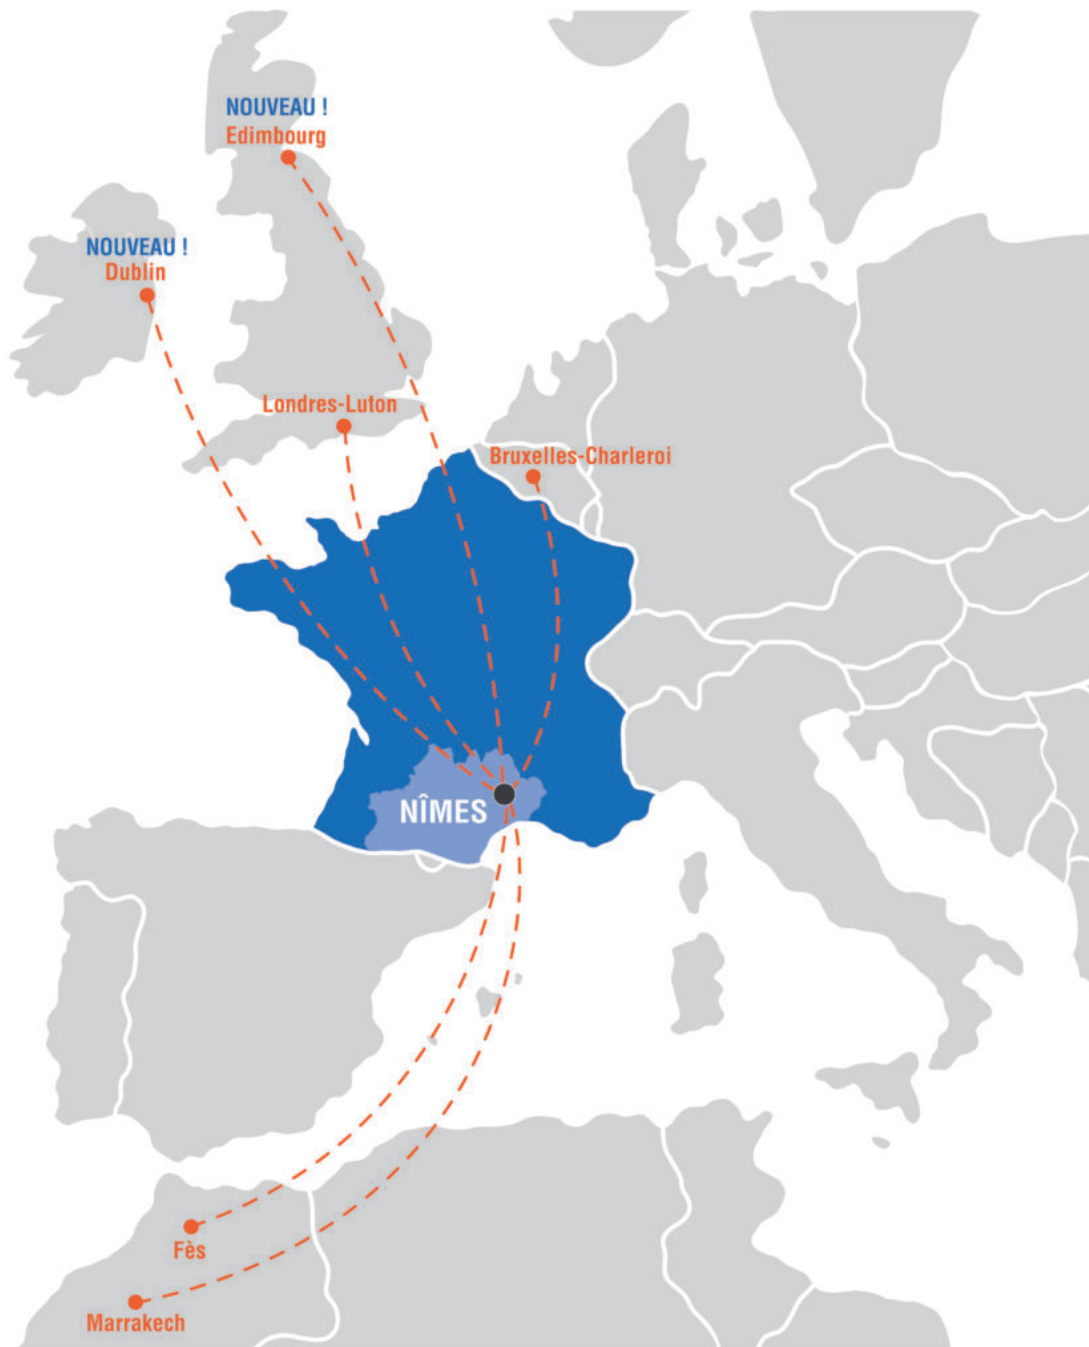 NOUVEAU !
Edimbourg
NOUVEAU !
Dublin
Londres-Luton
Bruxelles-Charleroi
NÎMES
Fès
Marrakech